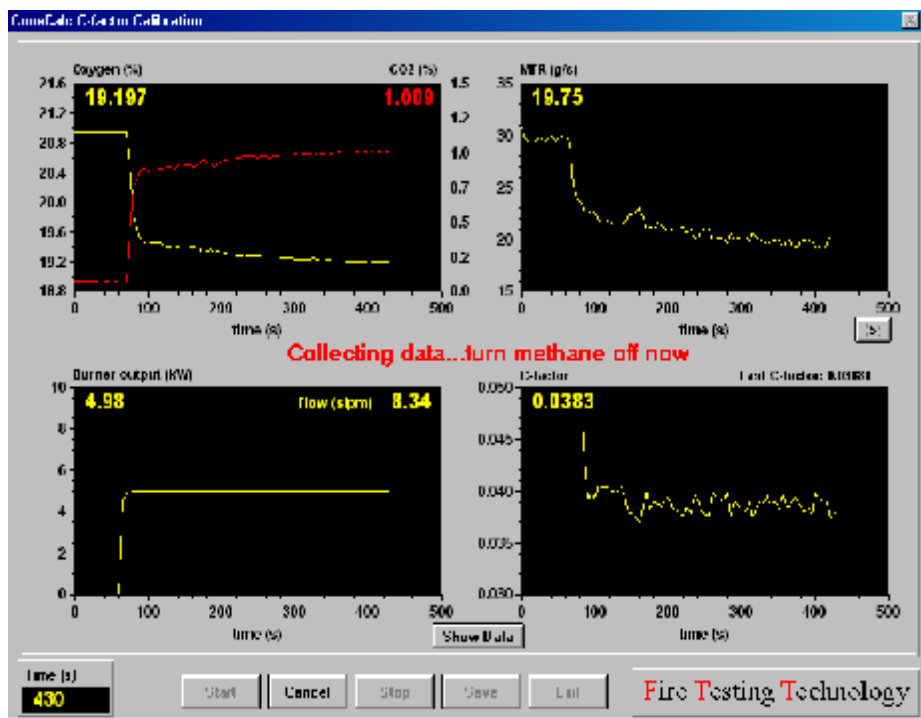 ConeCalc C-factor Calibration
Oxygen (%) CO2 (%)
19.197 1.009
21.6
21.2
20.8
20.4
20.0
19.6
19.2
18.8
1.5
1.2
1.0
0.7
0.5
0.2
0.0
0 100 200 300 400 500
time (s)
MFR (g/s)
19.75
35
30
25
20
15
0 100 200 300 400 500
time (s)
Collecting data...turn methane off now
Burner output (kW)
4.98 Flow (slpm) 8.34
10
8
6
4
2
0
0 100 200 300 400 500
time (s)
C-factor Last C-factor:
0.0383
0.050
0.045
0.040
0.035
0.030
0 100 200 300 400 500
time (s)
Show Data
Time (s)
430
Start Cancel Stop Save Exit
Fire Testing Technology